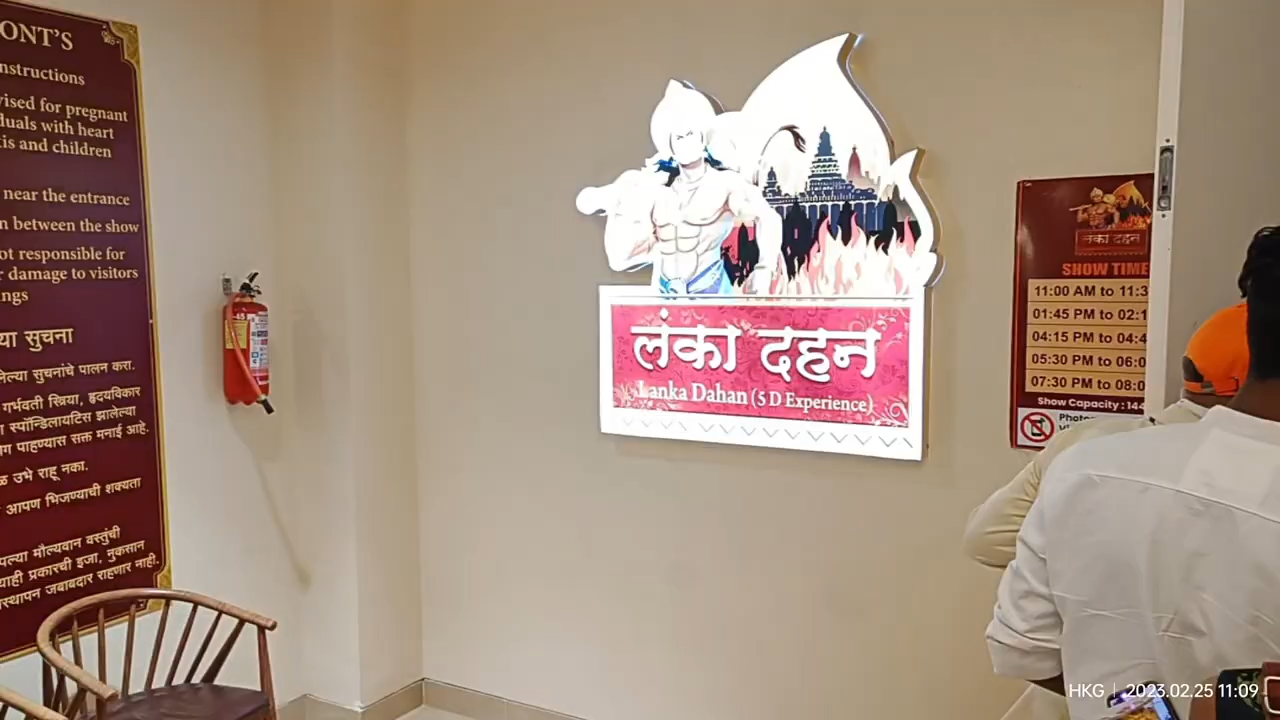 ONT'S
nstructions
vised for pregnant
duals with heart
tis and children
near the entrance
n between the show
ot responsible for
r damage to visitors
ngs
या सुचना
लेल्या सुचनांचे पालन करा.
गर्भवती स्त्रिया, हृदयविकार
स्पॉन्डिलायटिस झालेल्या
पाहण्यास सक्त मनाई आहे.
उभे राहू नका.
आपण भिजण्याची शक्यता
पल्या मौल्यवान वस्तुंची
याही प्रकारची इजा, नुकसान
स्थापन जबाबदार राहणार नाही.
लंका दहन
Lanka Dahan (5 D Experience)
लंका दहन
SHOW TIME
11:00 AM to 11:3
01:45 PM to 02:1
04:15 PM to 04:4
05:30 PM to 06:0
07:30 PM to 08:0
Show Capacity : 144
Photo
HKG | 2023.02.25 11:09